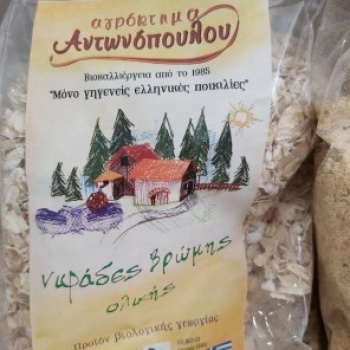 αγρόκτημα
Αντωνόπουλου
Βιοκαλλιέργεια από το 1985
"Μόνο γηγενείς ελληνικές ποικιλίες"
νιφάδες βρώμης
ολικής
Προϊόν βιολογικής γεωργίας